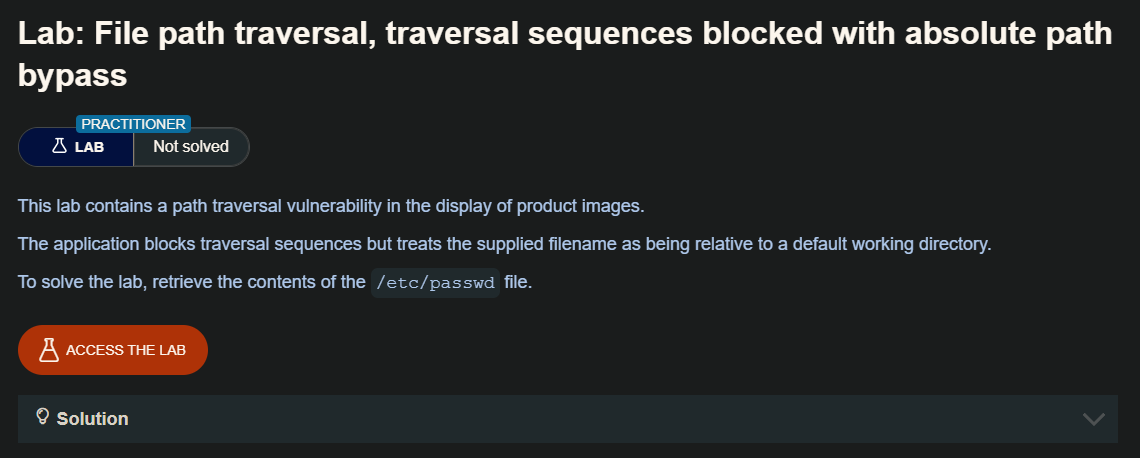 Lab: File path traversal, traversal sequences blocked with absolute path
bypass
PRACTITIONER
LAB Not solved
This lab contains a path traversal vulnerability in the display of product images.
The application blocks traversal sequences but treats the supplied filename as being relative to a default working directory.
To solve the lab, retrieve the contents of the /etc/passwd file.
ACCESS THE LAB
Solution